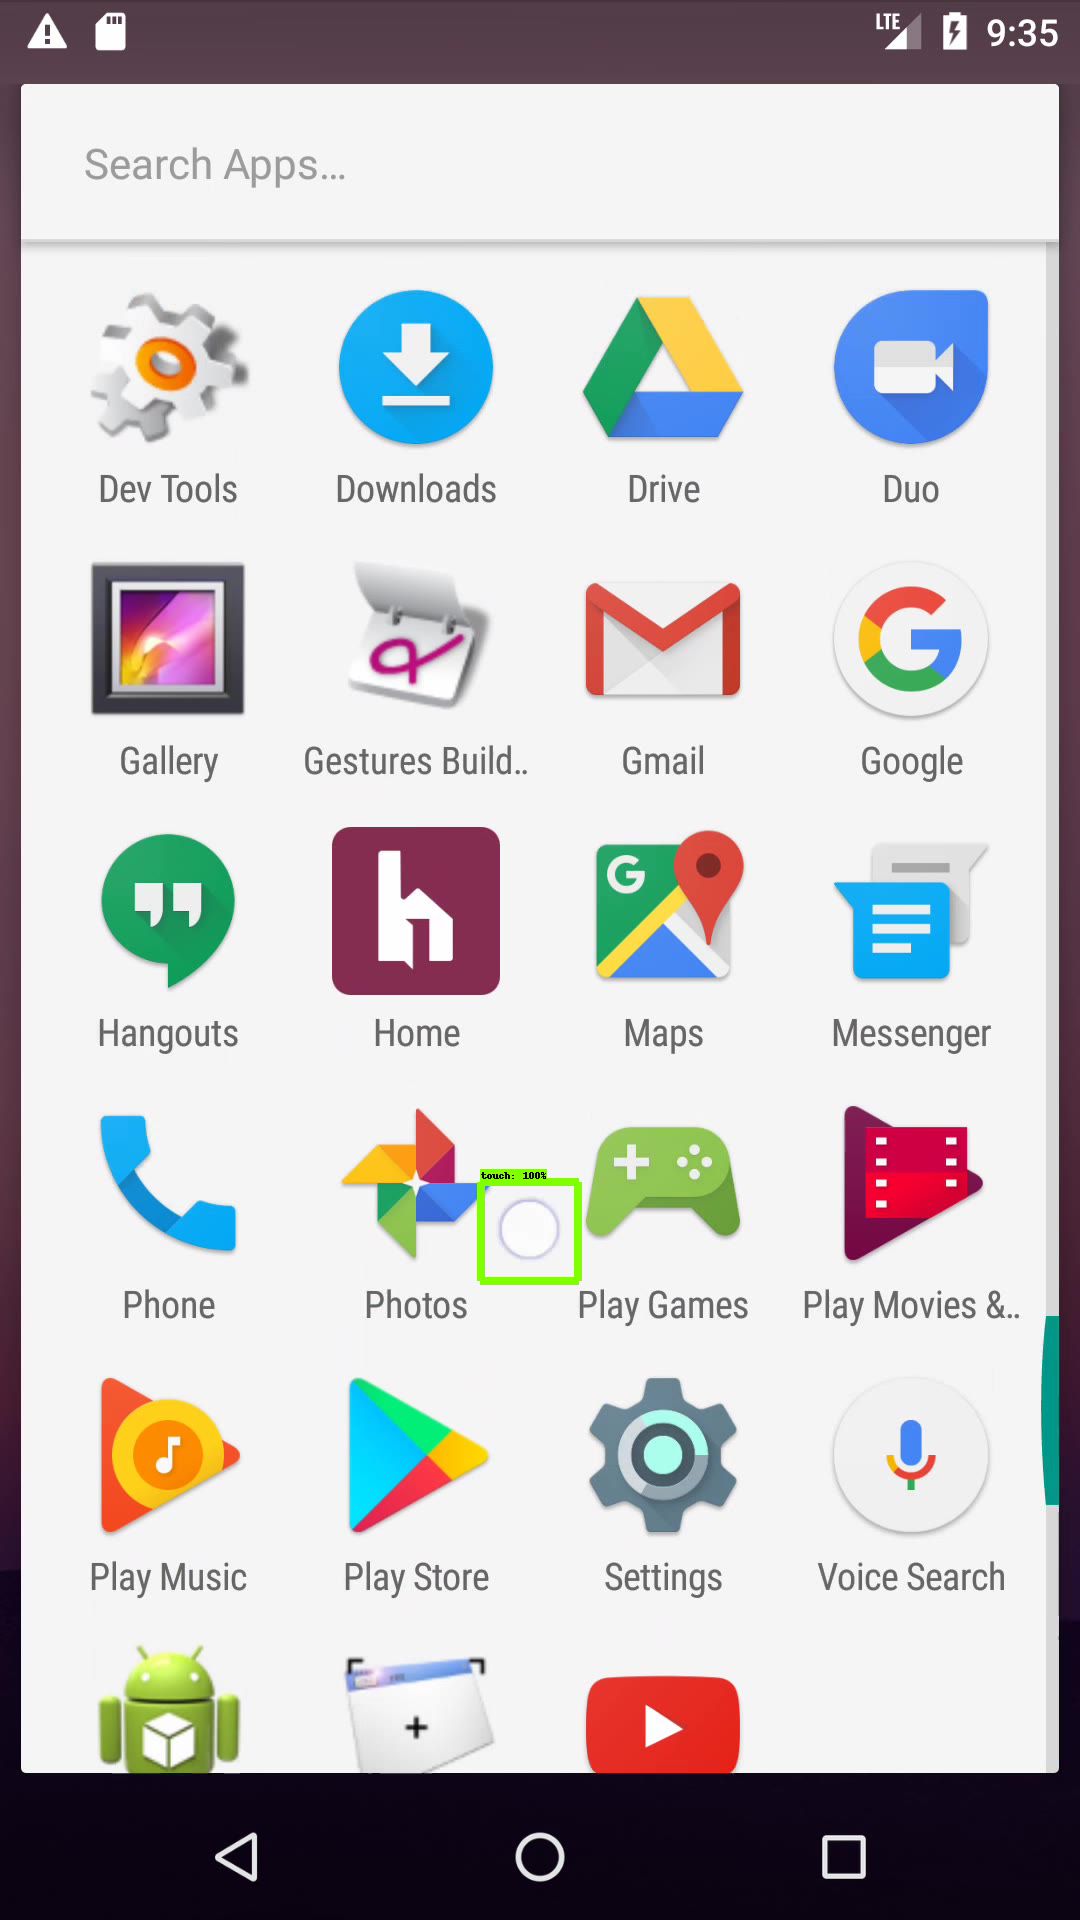 LTE 9:35
Search Apps...
Dev Tools Downloads Drive Duo
Gallery Gestures Build.. Gmail Google
Hangouts Home Maps Messenger
touch: 100%
Phone Photos Play Games Play Movies &..
Play Music Play Store Settings Voice Search